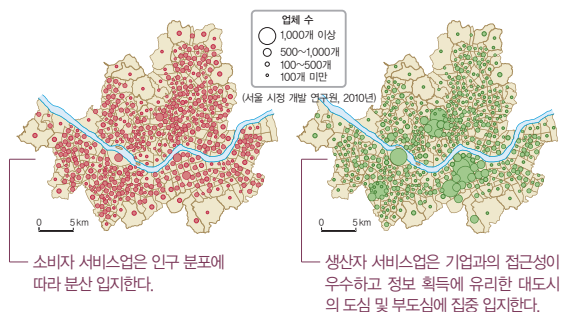 업체 수
1,000개 이상
500~1,000개
100~500개
100개 미만
(서울 시정 개발 연구원, 2010년)
0 5km
0 5km
소비자 서비스업은 인구 분포에
따라 분산 입지한다.
생산자 서비스업은 기업과의 접근성이
우수하고 정보 획득에 유리한 대도시
의 도심 및 부도심에 집중 입지한다.